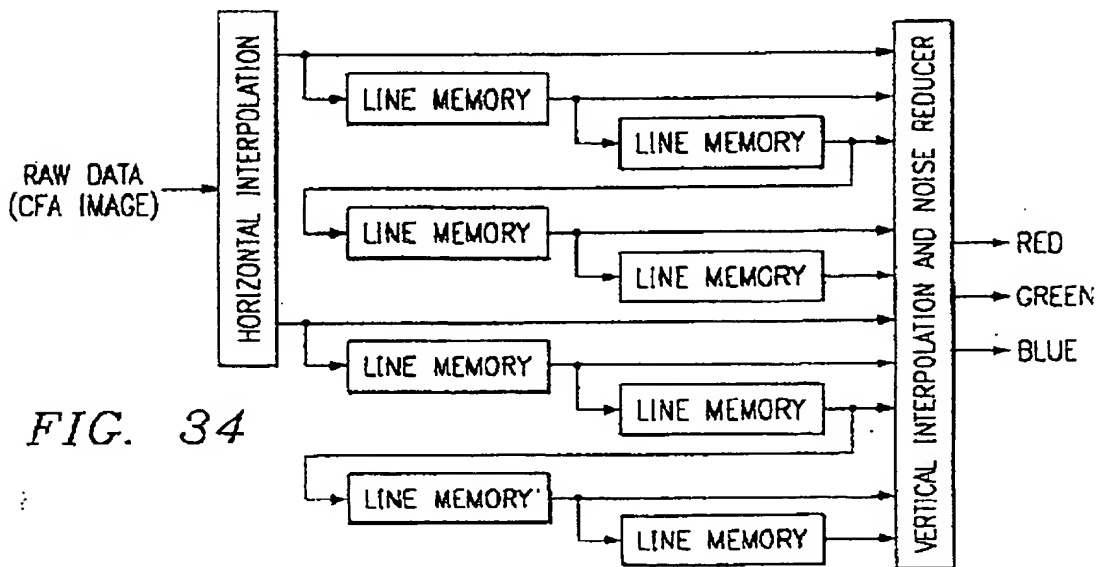 HORIZONTAL INTERPOLATION
LINE MEMORY
LINE MEMORY
RAW DATA
(CFA IMAGE)
LINE MEMORY
LINE MEMORY
LINE MEMORY
LINE MEMORY
LINE MEMORY
LINE MEMORY
VERTICAL INTERPOLATION AND NOISE REDUCER
RED
GREEN
BLUE
FIG. 34